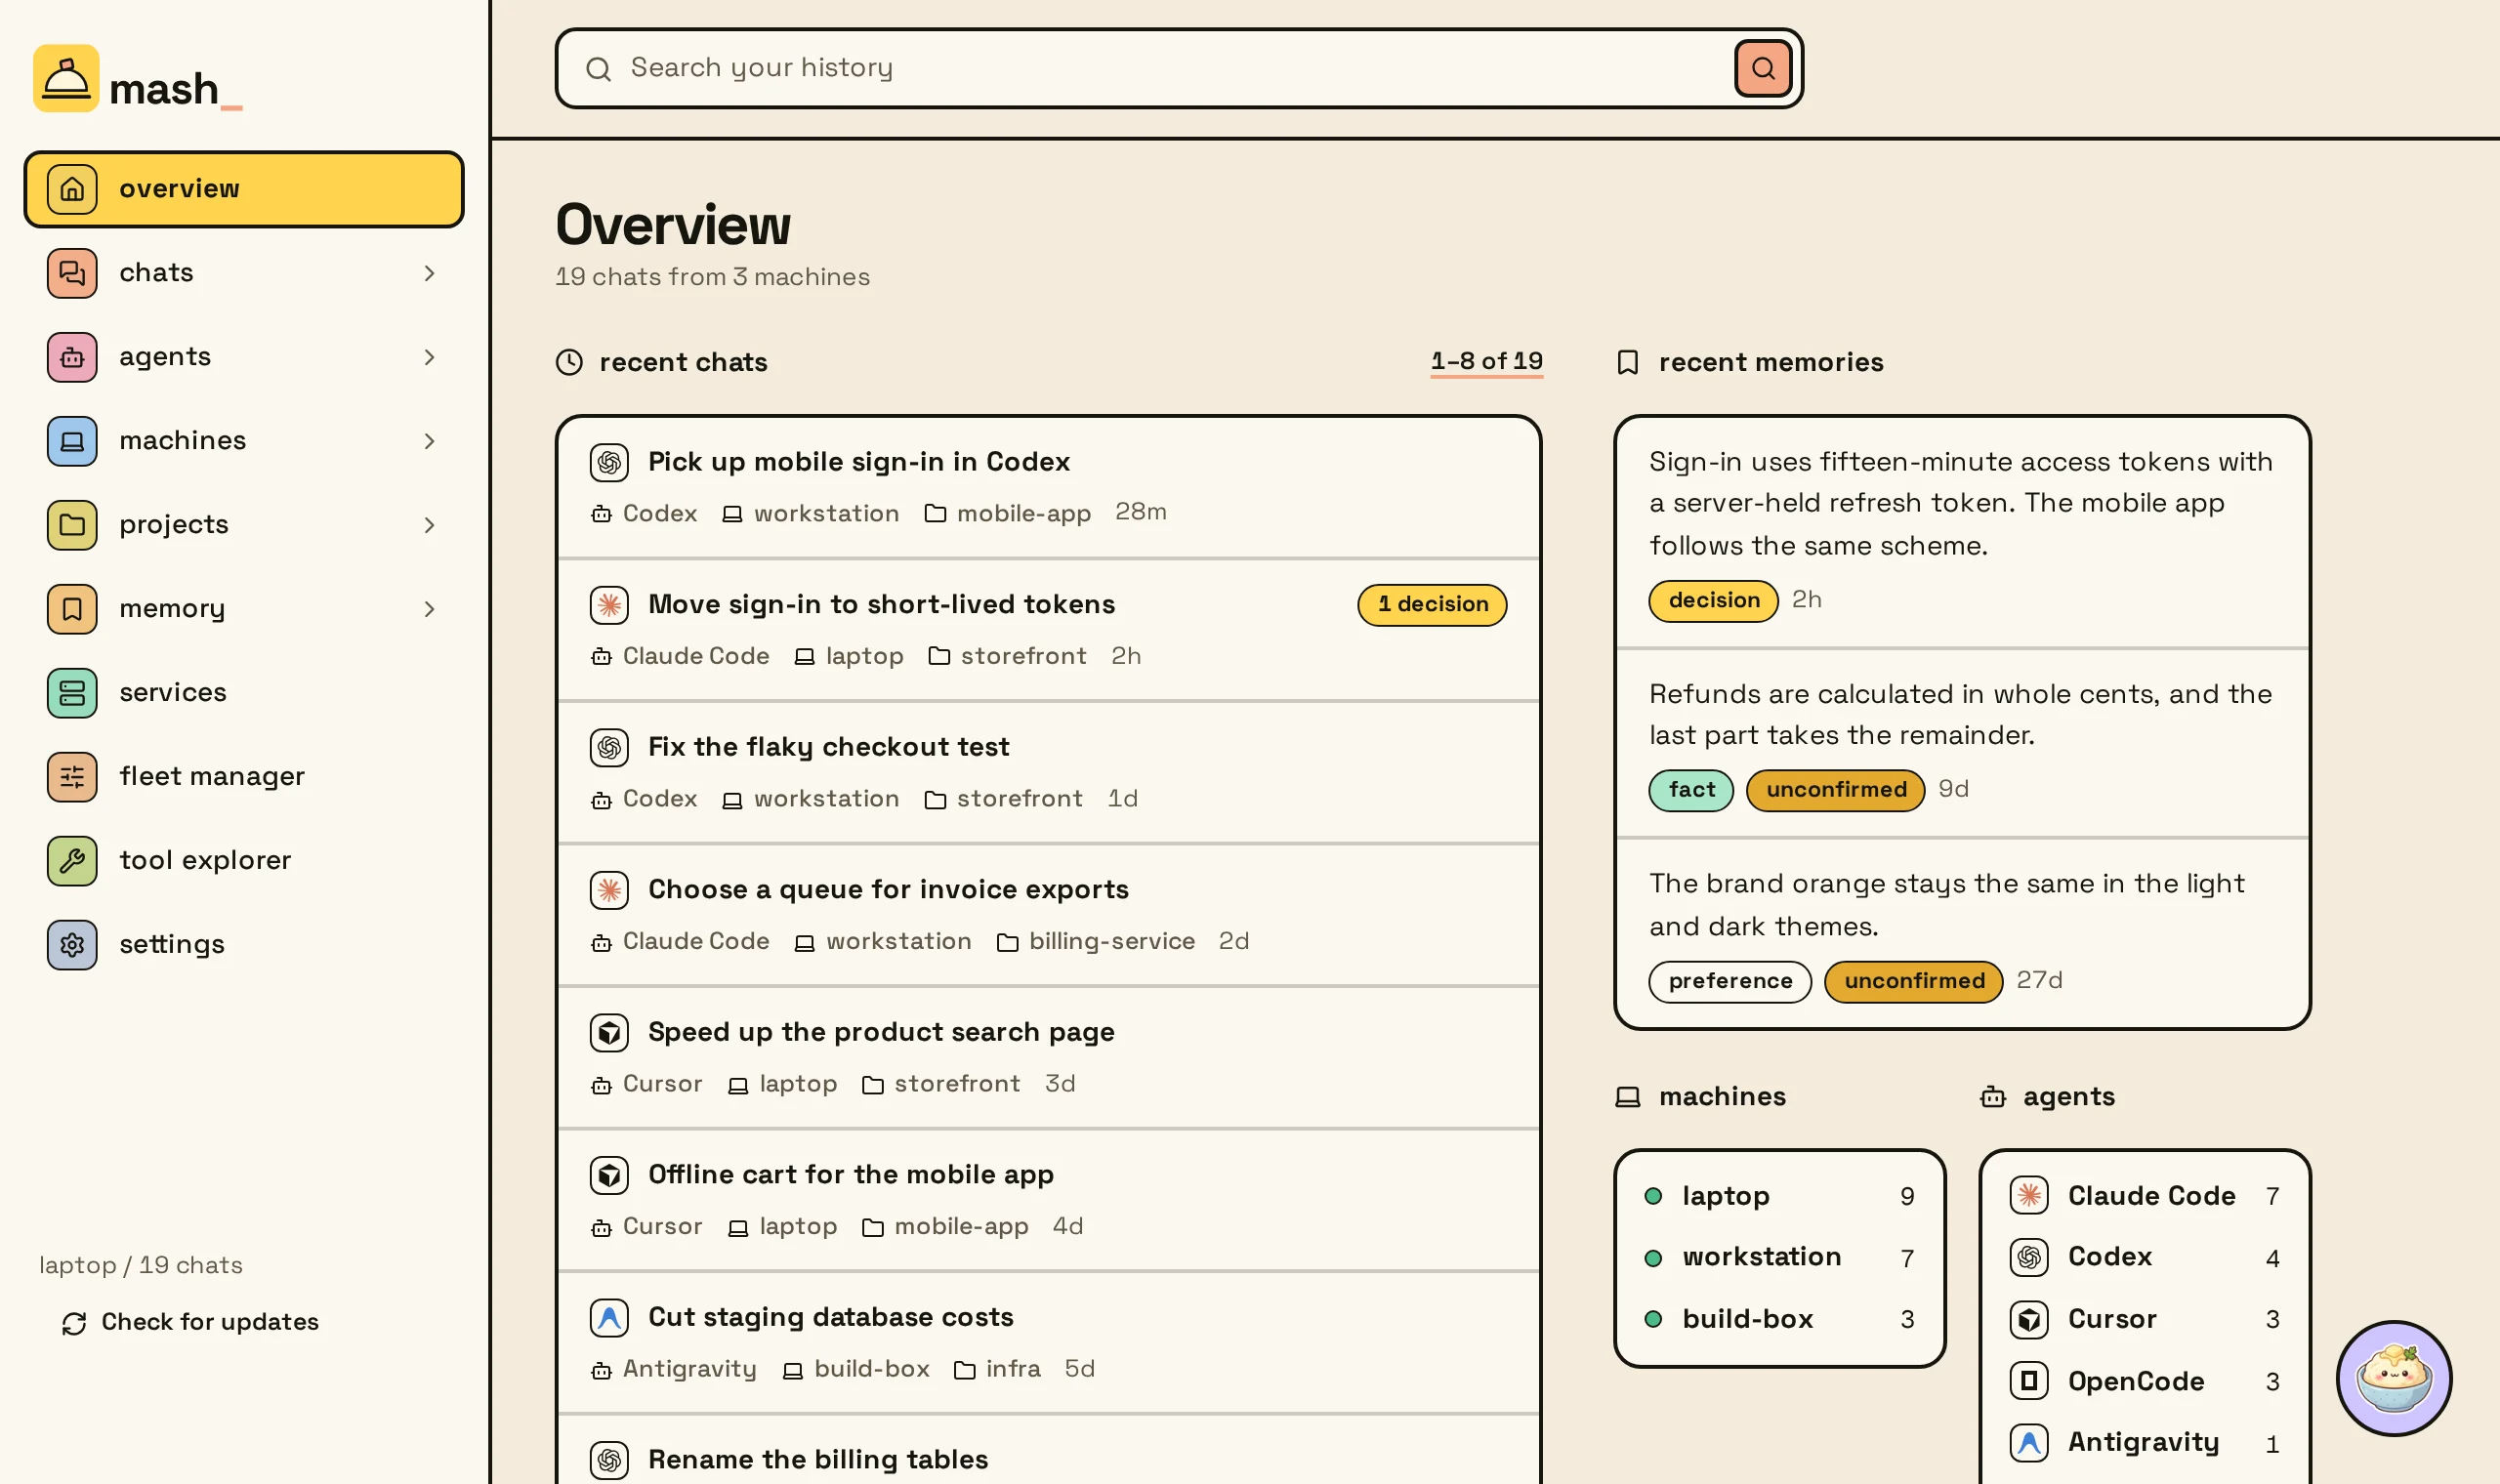 mash_
overview
chats
agents
machines
projects
memory
services
fleet manager
tool explorer
settings
laptop / 19 chats
Check for updates
Search your history
Overview
19 chats from 3 machines
recent chats
1–8 of 19
Pick up mobile sign-in in Codex
Codex workstation mobile-app 28m
Move sign-in to short-lived tokens
1 decision
Claude Code laptop storefront 2h
Fix the flaky checkout test
Codex workstation storefront 1d
Choose a queue for invoice exports
Claude Code workstation billing-service 2d
Speed up the product search page
Cursor laptop storefront 3d
Offline cart for the mobile app
Cursor laptop mobile-app 4d
Cut staging database costs
Antigravity build-box infra 5d
Rename the billing tables
recent memories
Sign-in uses fifteen-minute access tokens with
a server-held refresh token. The mobile app
follows the same scheme.
decision 2h
Refunds are calculated in whole cents, and the
last part takes the remainder.
fact unconfirmed 9d
The brand orange stays the same in the light
and dark themes.
preference unconfirmed 27d
machines
laptop 9
workstation 7
build-box 3
agents
Claude Code 7
Codex 4
Cursor 3
OpenCode 3
Antigravity 1